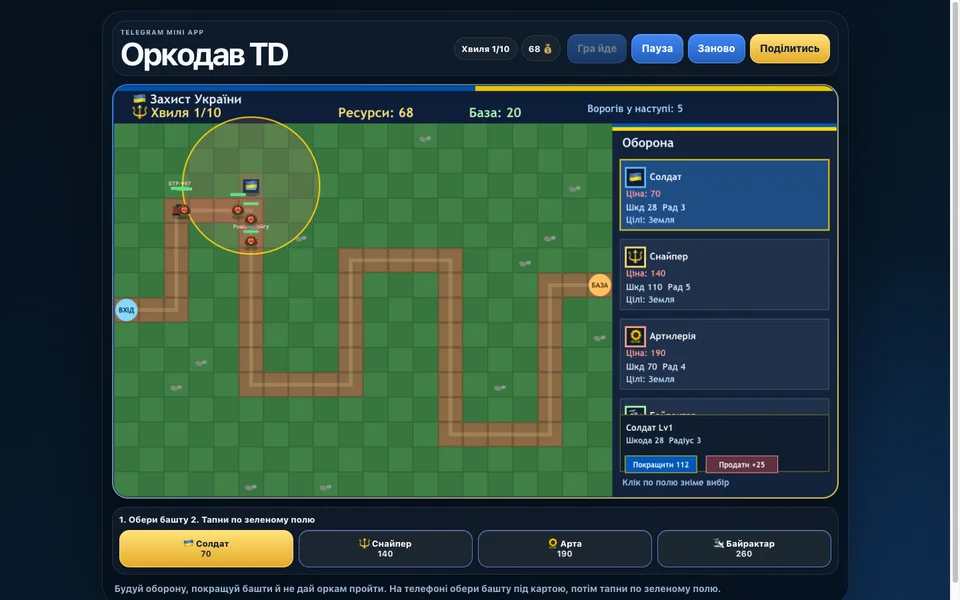 TELEGRAM MINI APP
Оркодав TD
Хвиля 1/10
68
Гра йде
Пауза
Заново
Поділитись
Захист України
Хвиля 1/10
Ресурси: 68
База: 20
Ворогів у наступі: 5
Оборона
Солдат
Ціна: 70
Шкд 28 Рад 3
Цілі: Земля
Снайпер
Ціна: 140
Шкд 110 Рад 5
Цілі: Земля
Артилерія
Ціна: 190
Шкд 70 Рад 4
Цілі: Земля
Байрактар
Солдат Lv1
Шкода 28 Радіус 3
Покращити 112
Продати +25
Клік по полю зніме вибір
ВХІД
БАЗА
1. Обери башту 2. Тапни по зеленому полю
Солдат
70
Снайпер
140
Арта
190
Байрактар
260
Будуй оборону, покращуй башти й не дай оркам пройти. На телефоні обери башту під картою, потім тапни по зеленому полю.